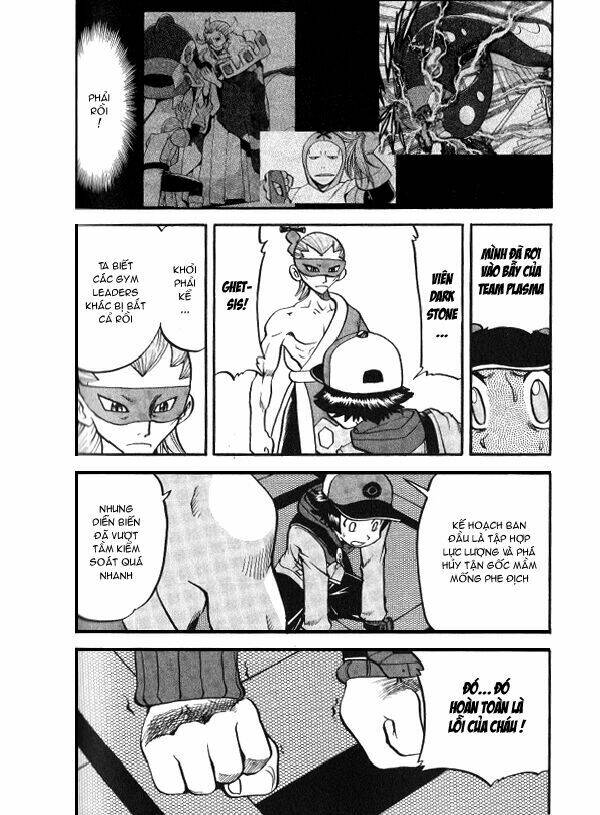 PHẢI
RỒI
!
MÌNH ĐÃ RƠI
VÀO BẪY CỦA
TEAM PLASMA
VIÊN
DARK
STONE
...
GHET-
SIS!
KHỎI
PHẢI
KỂ
...
TA BIẾT
CÁC GYM
LEADERS
KHÁC BỊ BẮT
CẢ RỒI
KẾ HOẠCH BAN
ĐẦU LÀ TẬP HỢP
LỰC LƯỢNG VÀ PHÁ
HỦY TẬN GỐC MẦM
MỐNG PHE ĐỊCH
NHƯNG
DIỄN BIẾN
ĐÃ VƯỢT
TẦM KIỂM
SOÁT QUÁ
NHANH
ĐÓ... ĐÓ
HOÀN TOÀN LÀ
LỖI CỦA CHÁU !